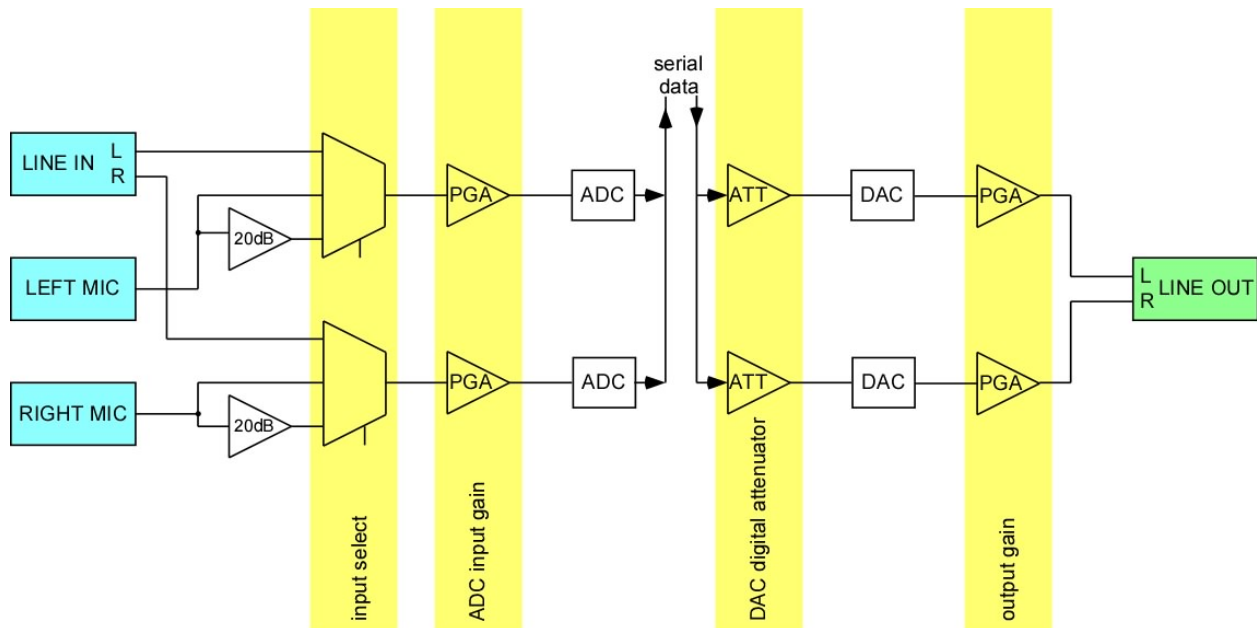 serial
data
LINE IN L
R
PGA
ADC
ATT
DAC
PGA
20dB
LEFT MIC
L
R LINE OUT
PGA
ADC
ATT
DAC
PGA
RIGHT MIC
20dB
input select
ADC input gain
DAC digital attenuator
output gain